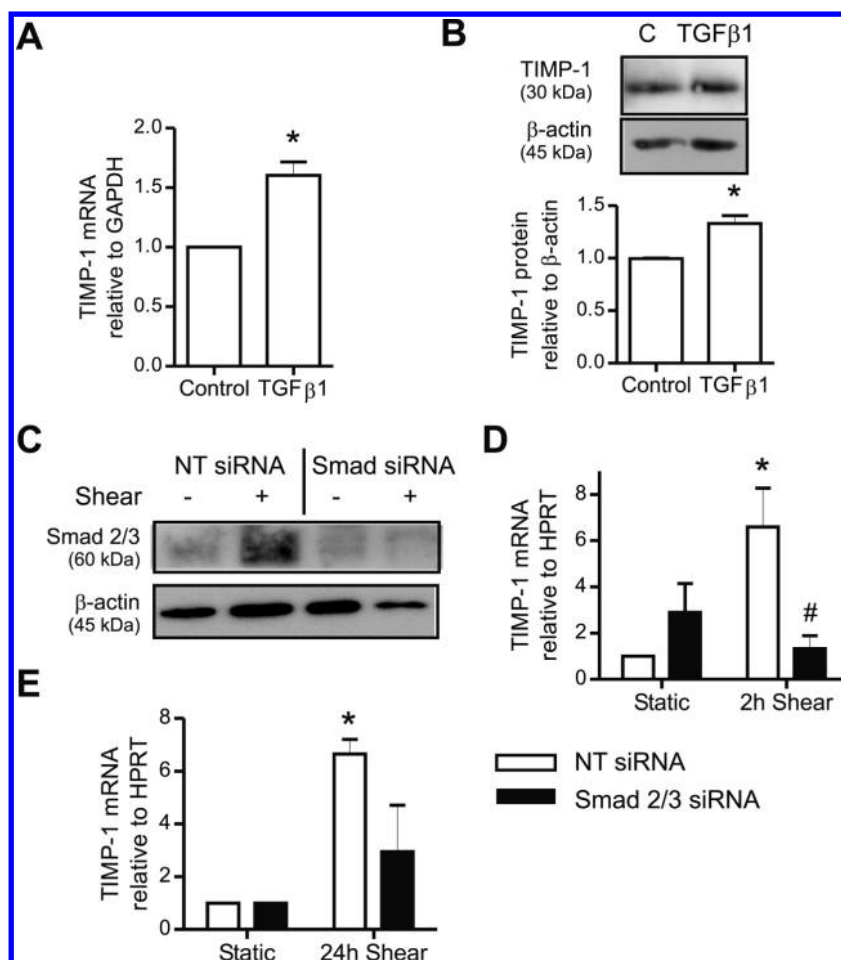 A
TIMP-1 mRNA
relative to GAPDH
2.0
1.5
1.0
0.5
0.0
*
Control TGFβ1
B
C TGFβ1
TIMP-1
(30 kDa)
β-actin
(45 kDa)
TIMP-1 protein
relative to β-actin
1.5
1.0
0.5
0.0
*
Control TGFβ1
C
NT siRNA Smad siRNA
Shear - + - +
Smad 2/3
(60 kDa)
β-actin
(45 kDa)
D
TIMP-1 mRNA
relative to HPRT
8
6
4
2
0
*
#
Static 2h Shear
E
TIMP-1 mRNA
relative to HPRT
8
6
4
2
0
*
Static 24h Shear
NT siRNA
Smad 2/3 siRNA